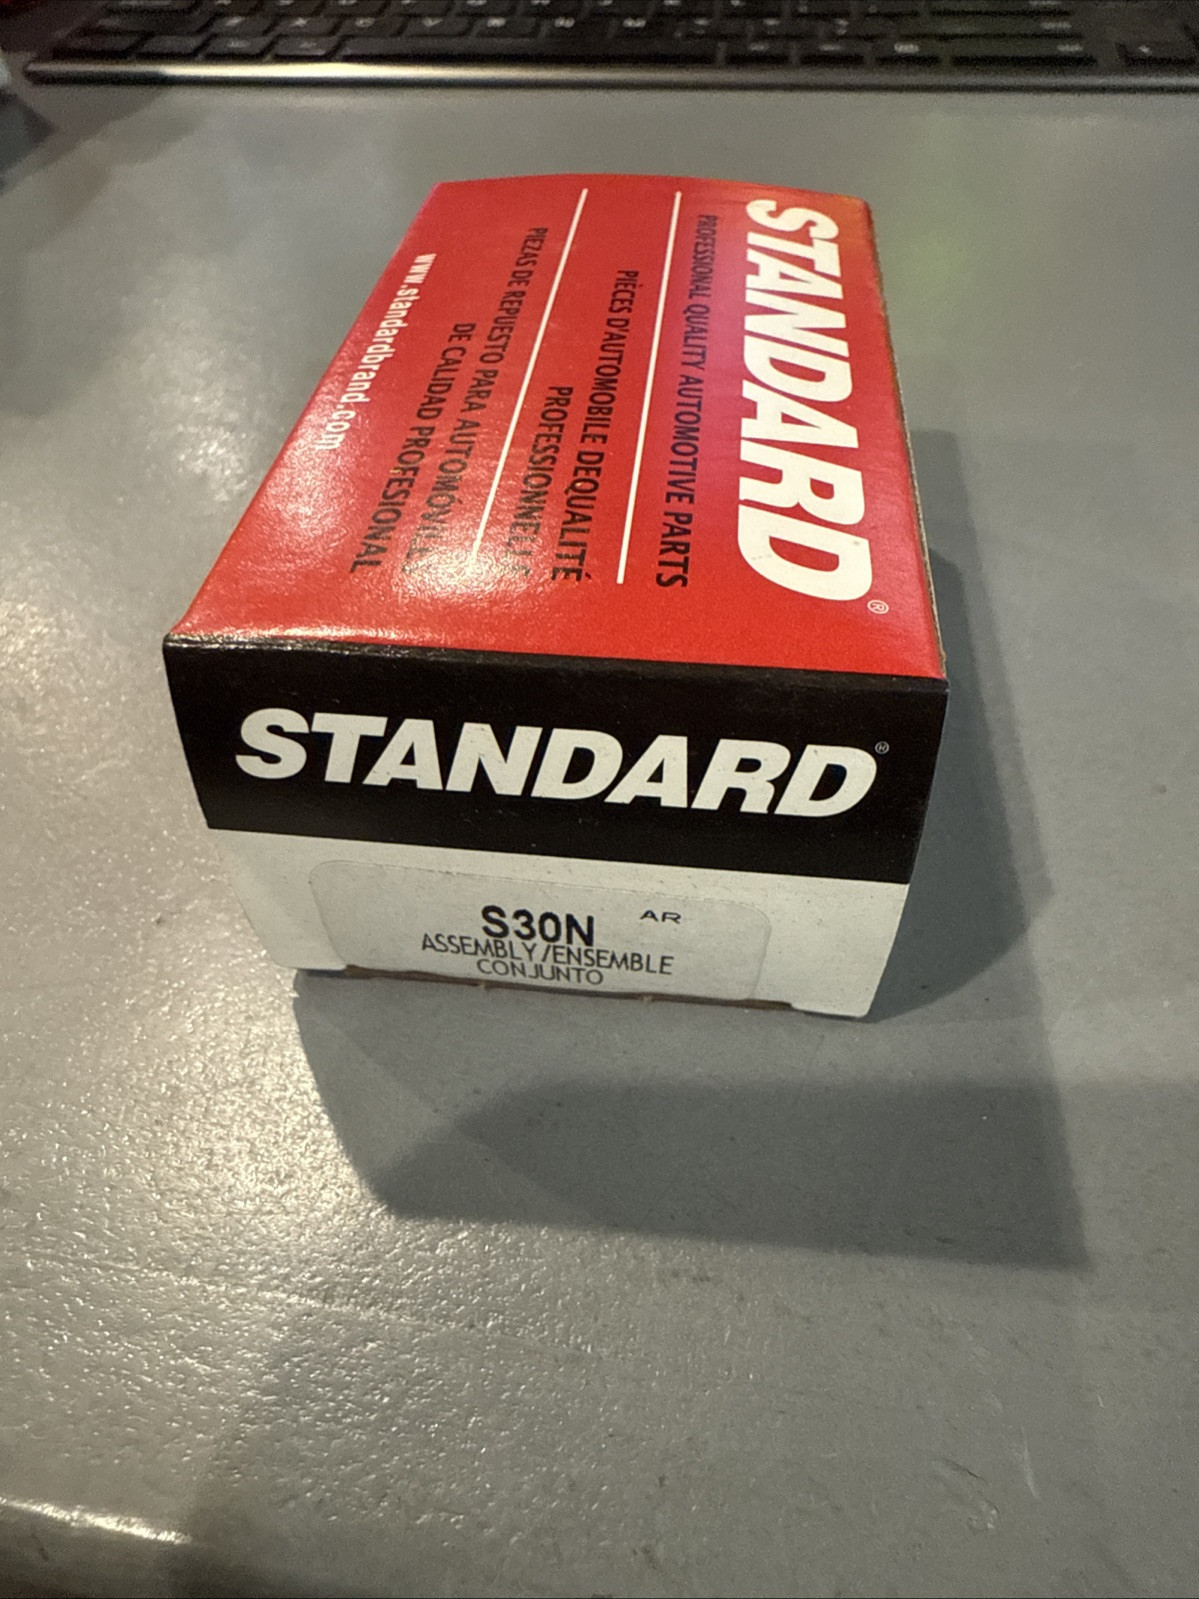 STANDARD®
PROFESSIONAL QUALITY AUTOMOTIVE PARTS
PIÈCES D'AUTOMOBILE DEQUALITÉ
PROFESSIONNELLE
PIEZAS DE REPUESTO PARA AUTOMÓVILES
DE CALIDAD PROFESIONAL
www.standardbrand.com
STANDARD®
S30N AR
ASSEMBLY/ENSEMBLE
CONJUNTO